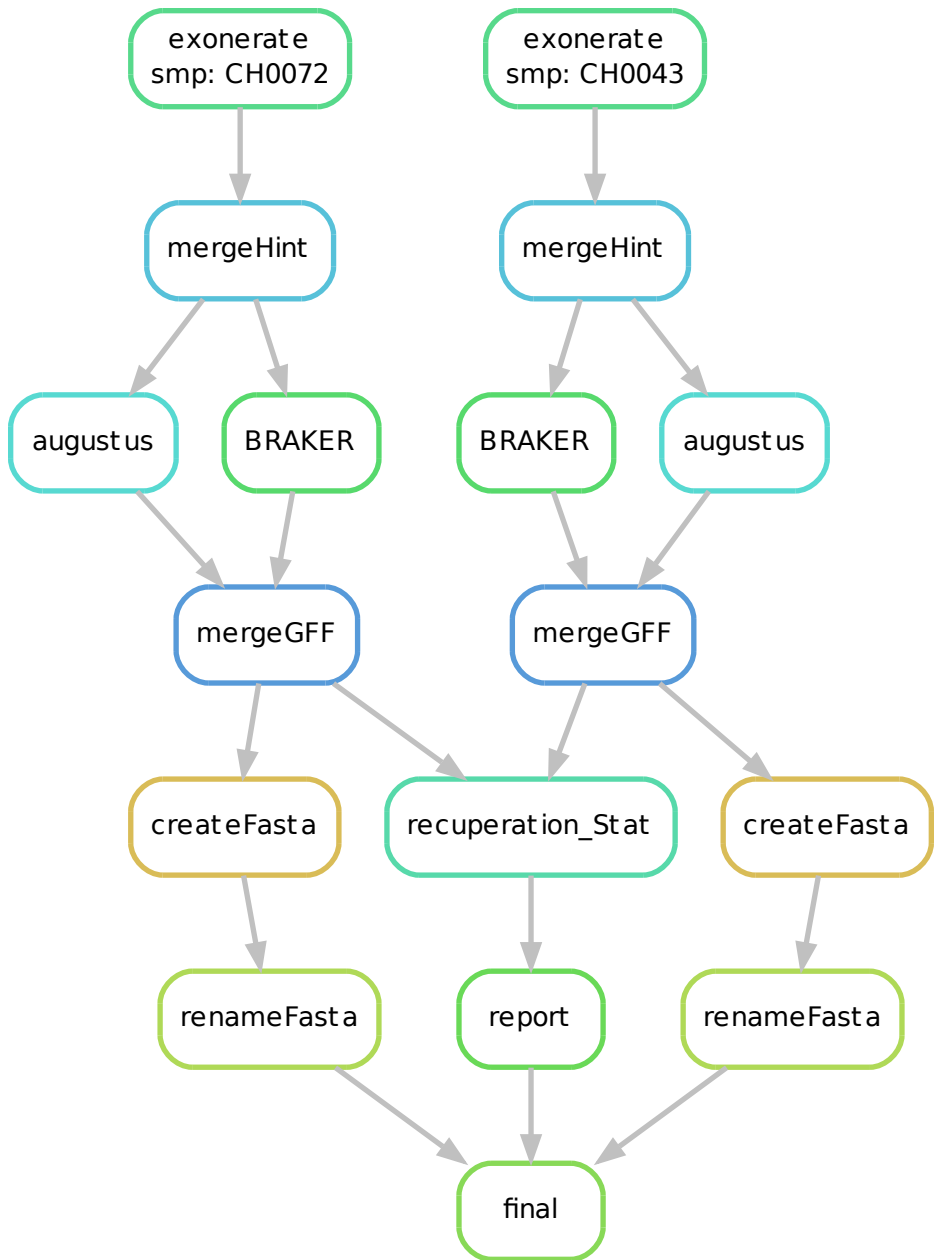 exonerate
smp: CH0072
exonerate
smp: CH0043
mergeHint
mergeHint
augustus
BRAKER
BRAKER
augustus
mergeGFF
mergeGFF
createFasta
recuperation_Stat
createFasta
renameFasta
report
renameFasta
final